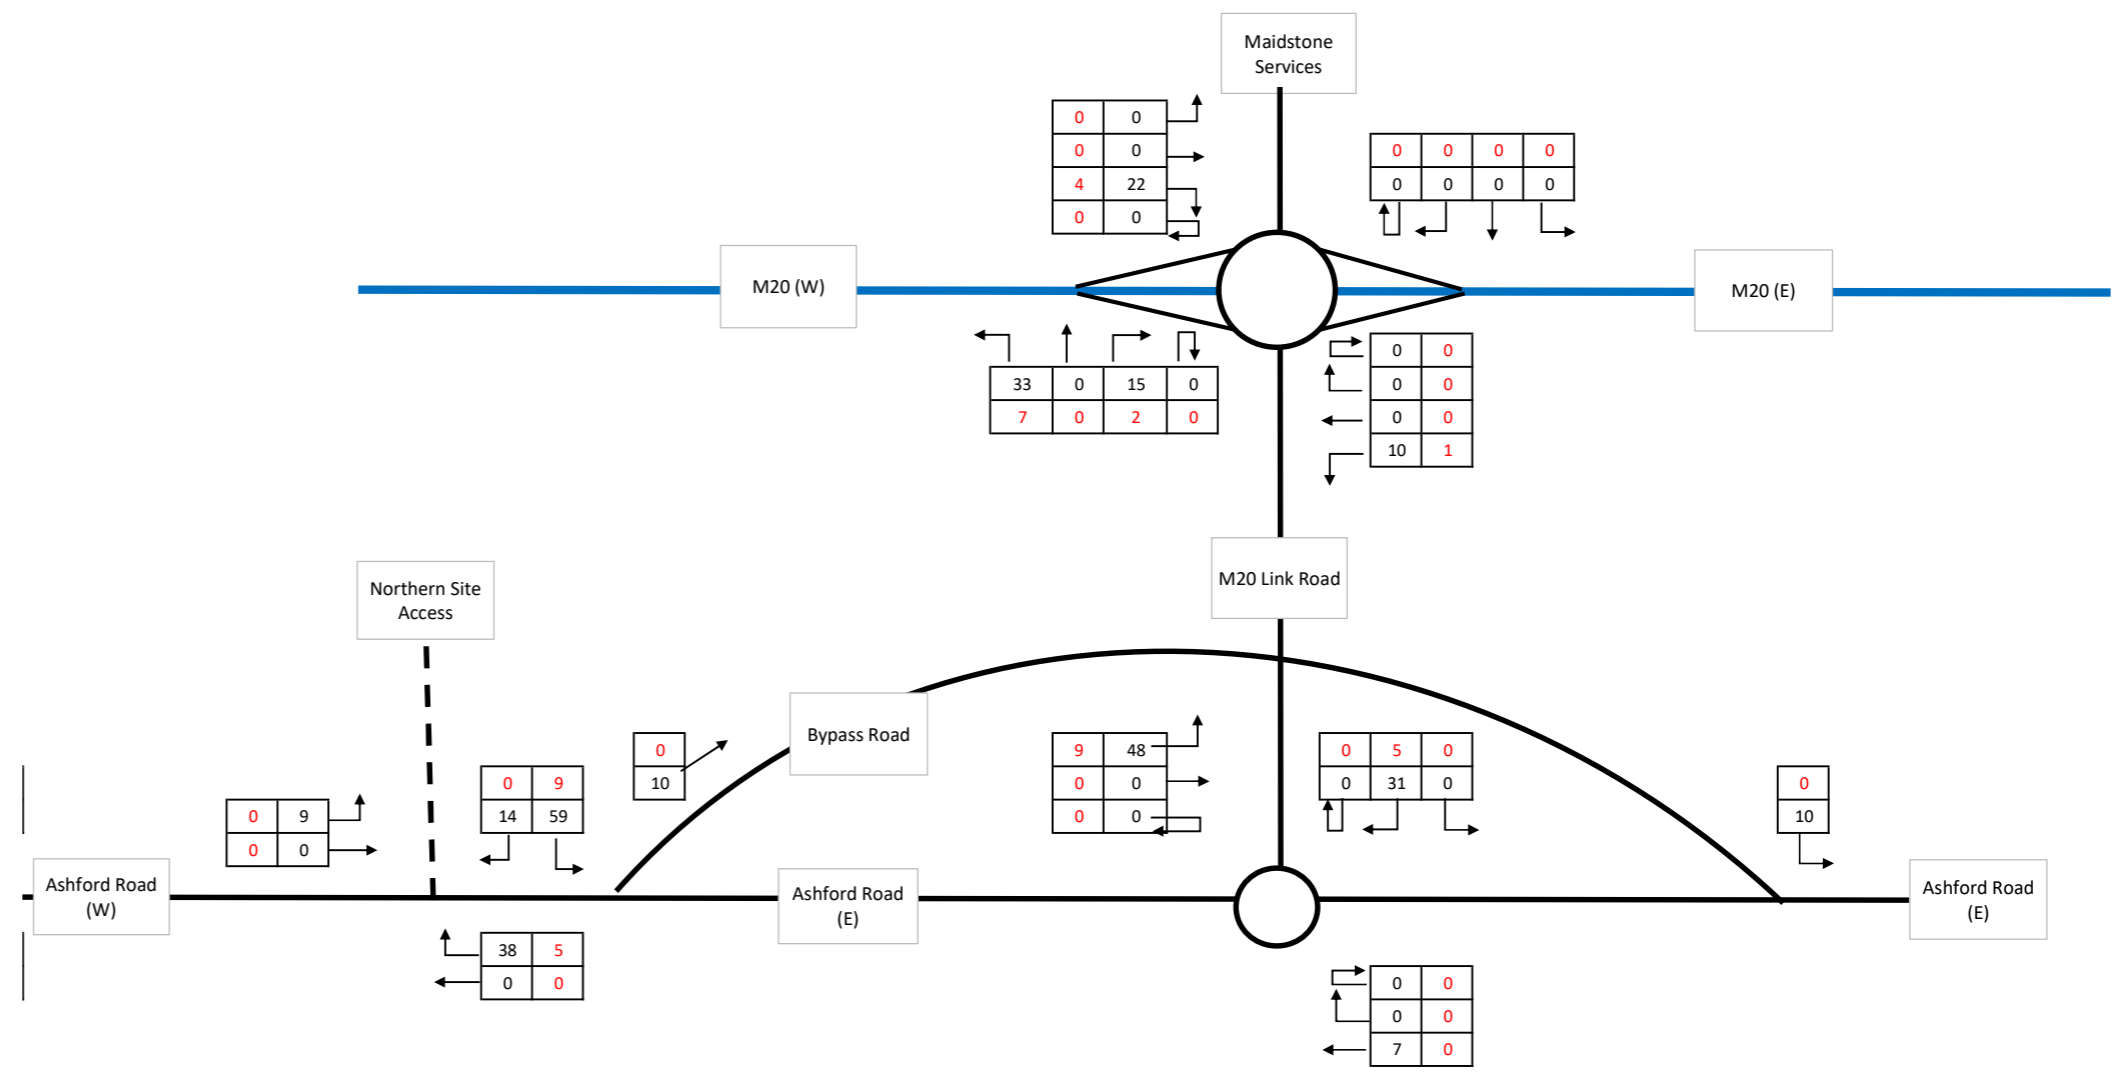 Maidstone
Services
0 0
0 0
4 22
0 0
0 0 0 0
0 0 0 0
M20 (W)
M20 (E)
33 0 15 0
7 0 2 0
0 0
0 0
0 0
10 1
M20 Link Road
Northern Site
Access
Bypass Road
0 9
0 0
0 9
14 59
0
10
9 48
0 0
0 0
0 5 0
0 31 0
0
10
Ashford Road
(W)
Ashford Road
(E)
Ashford Road
(E)
38 5
0 0
0 0
0 0
7 0